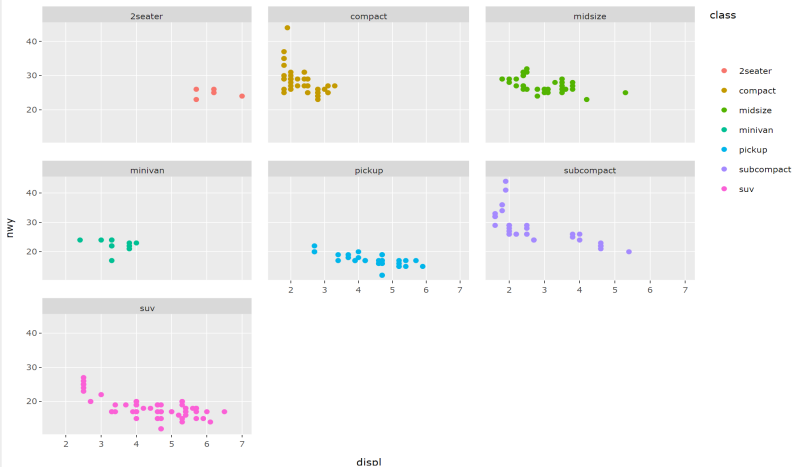 2seater compact midsize class
40
30
20
2seater
compact
midsize
minivan
pickup
subcompact
suv
minivan pickup subcompact
40
30
20
2 3 4 5 6 7 2 3 4 5 6 7
hwy
suv
40
30
20
2 3 4 5 6 7
displ